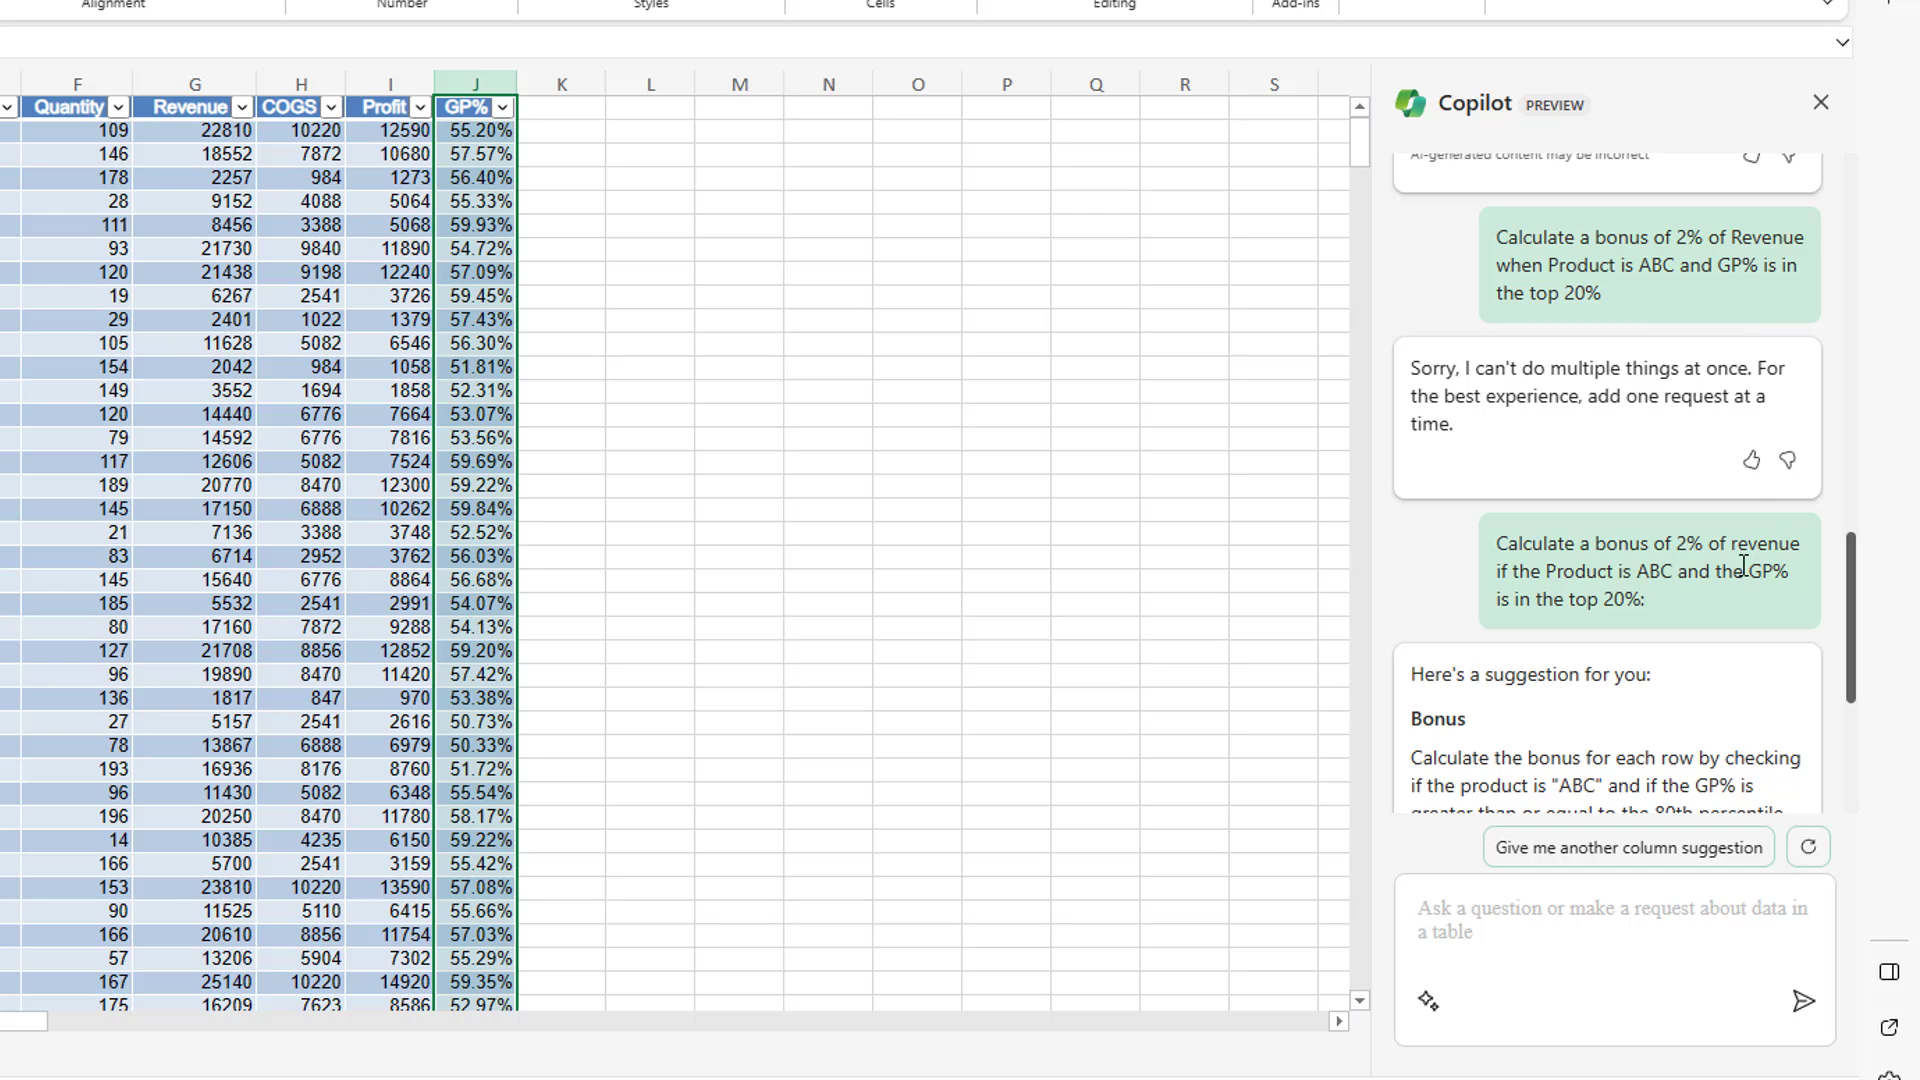 Alignment Number Styles Cells Editing Add-ins
F G H I J K L M N O P Q R S
Quantity Revenue COGS Profit GP%
109 22810 10220 12590 55.20%
146 18552 7872 10680 57.57%
178 2257 984 1273 56.40%
28 9152 4088 5064 55.33%
111 8456 3388 5068 59.93%
93 21730 9840 11890 54.72%
120 21438 9198 12240 57.09%
19 6267 2541 3726 59.45%
29 2401 1022 1379 57.43%
105 11628 5082 6546 56.30%
154 2042 984 1058 51.81%
149 3552 1694 1858 52.31%
120 14440 6776 7664 53.07%
79 14592 6776 7816 53.56%
117 12606 5082 7524 59.69%
189 20770 8470 12300 59.22%
145 17150 6888 10262 59.84%
21 7136 3388 3748 52.52%
83 6714 2952 3762 56.03%
145 15640 6776 8864 56.68%
185 5532 2541 2991 54.07%
80 17160 7872 9288 54.13%
127 21708 8856 12852 59.20%
96 19890 8470 11420 57.42%
136 1817 847 970 53.38%
27 5157 2541 2616 50.73%
78 13867 6888 6979 50.33%
193 16936 8176 8760 51.72%
96 11430 5082 6348 55.54%
196 20250 8470 11780 58.17%
14 10385 4235 6150 59.22%
166 5700 2541 3159 55.42%
153 23810 10220 13590 57.08%
90 11525 5110 6415 55.66%
166 20610 8856 11754 57.03%
57 13206 5904 7302 55.29%
167 25140 10220 14920 59.35%
175 16209 7623 8586 52.97%
Copilot PREVIEW
AI-generated content may be incorrect
Calculate a bonus of 2% of Revenue
when Product is ABC and GP% is in
the top 20%
Sorry, I can't do multiple things at once. For
the best experience, add one request at a
time.
Calculate a bonus of 2% of revenue
if the Product is ABC and the GP%
is in the top 20%:
Here's a suggestion for you:
Bonus
Calculate the bonus for each row by checking
if the product is "ABC" and if the GP% is
greater than or equal to the 80th percentile
Give me another column suggestion
Ask a question or make a request about data in
a table